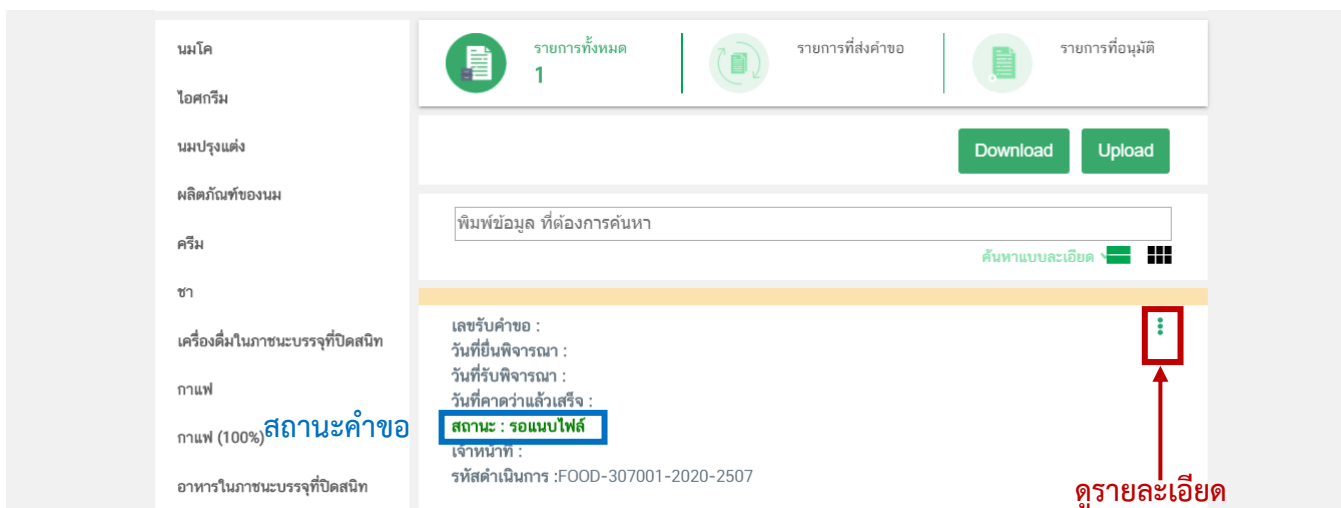 นมโค
ไอศกรีม
นมปรุงแต่ง
ผลิตภัณฑ์ของนม
ครีม
ชา
เครื่องดื่มในภาชนะบรรจุที่ปิดสนิท
กาแฟ
กาแฟ (100%)
อาหารในภาชนะบรรจุที่ปิดสนิท
รายการทั้งหมด
1
รายการที่ส่งคำขอ
รายการที่อนุมัติ
Download
Upload
พิมพ์ข้อมูล ที่ต้องการค้นหา
ค้นหาแบบละเอียด
เลขรับคำขอ :
วันที่ยื่นพิจารณา :
วันที่รับพิจารณา :
วันที่คาดว่าแล้วเสร็จ :
สถานะคำขอ
สถานะ : รอแนบไฟล์
เจ้าหน้าที่ :
รหัสดำเนินการ :FOOD-307001-2020-2507
ดูรายละเอียด